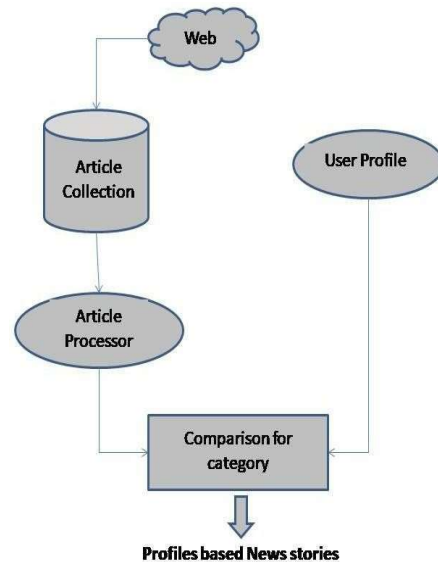 Web
Article
Collection
User Profile
Article
Processor
Comparison for
category
Profiles based News stories